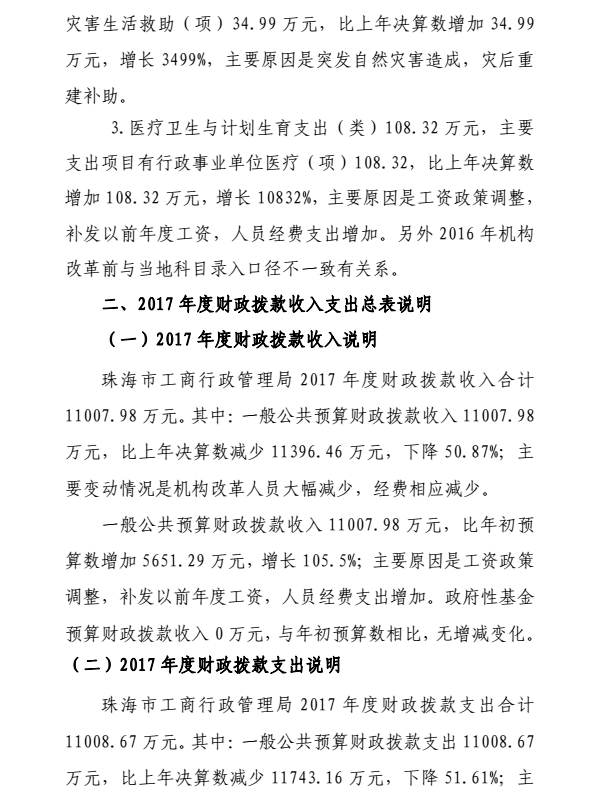 灾害生活救助（项）34.99 万元，比上年决算数增加 34.99
万元，增长 3499%，主要原因是突发自然灾害造成，灾后重
建补助。
3.医疗卫生与计划生育支出（类）108.32 万元，主要
支出项目有行政事业单位医疗（项）108.32，比上年决算数
增加 108.32 万元，增长 10832%，主要原因是工资政策调整，
补发以前年度工资，人员经费支出增加。另外 2016 年机构
改革前与当地科目录入口径不一致有关系。
二、2017 年度财政拨款收入支出总表说明
（一）2017 年度财政拨款收入说明
珠海市工商行政管理局 2017 年度财政拨款收入合计
11007.98 万元。其中：一般公共预算财政拨款收入 11007.98
万元，比上年决算数减少 11396.46 万元，下降 50.87%；主
要变动情况是机构改革人员大幅减少，经费相应减少。
一般公共预算财政拨款收入 11007.98 万元，比年初预
算数增加 5651.29 万元，增长 105.5%；主要原因是工资政策
调整，补发以前年度工资，人员经费支出增加。政府性基金
预算财政拨款收入 0 万元，与年初预算数相比，无增减变化。
（二）2017 年度财政拨款支出说明
珠海市工商行政管理局 2017 年度财政拨款支出合计
11008.67 万元。其中：一般公共预算财政拨款支出 11008.67
万元，比上年决算数减少 11743.16 万元，下降 51.61%；主